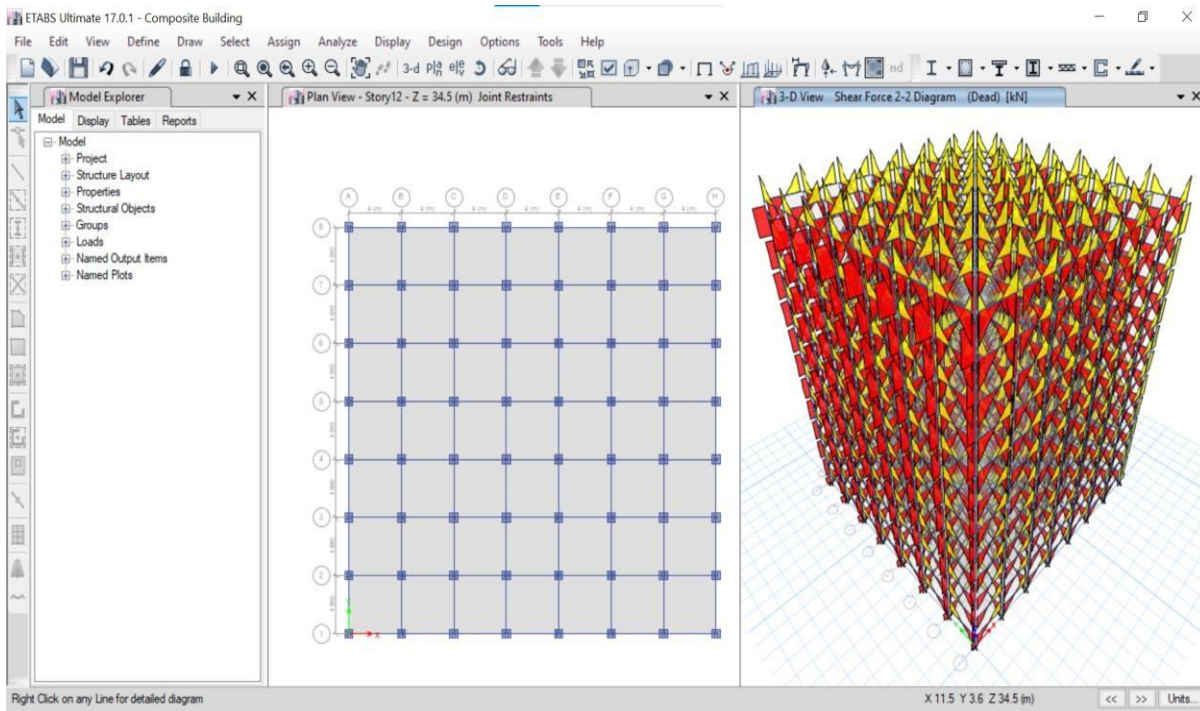 ETABS Ultimate 17.0.1 - Composite Building
File Edit View Define Draw Select Assign Analyze Display Design Options Tools Help
3-d pla n ele v nd
Model Explorer
Model Display Tables Reports
Model
Project
Structure Layout
Properties
Structural Objects
Groups
Loads
Named Output Items
Named Plots
Plan View - Story12 - Z = 34.5 (m) Joint Restraints
A B C D E F G H
8
7
6
5
4
3
2
1
X
3-D View Shear Force 2-2 Diagram (Dead) [kN]
Right Click on any Line for detailed diagram
X 11.5 Y 3.6 Z 34.5 (m)
<< >> Units...